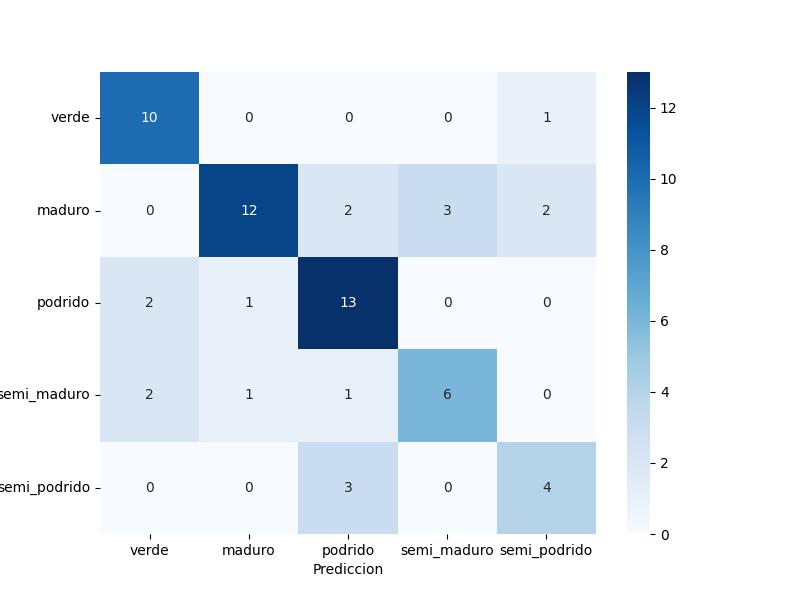 verde 10 0 0 0 1
maduro 0 12 2 3 2
podrido 2 1 13 0 0
semi_maduro 2 1 1 6 0
semi_podrido 0 0 3 0 4
verde maduro podrido semi_maduro semi_podrido
Prediccion
12
10
8
6
4
2
0